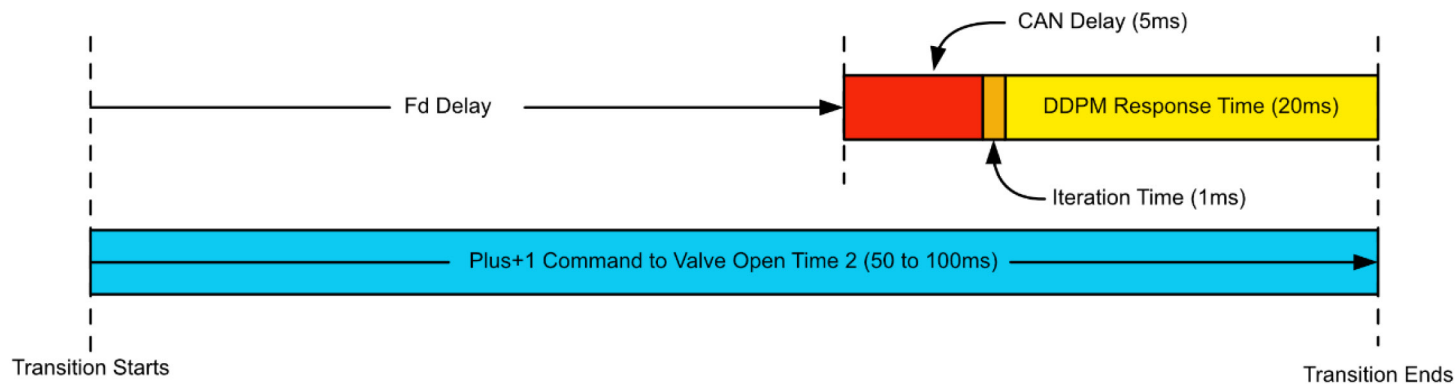 CAN Delay (5ms)
Fd Delay
DDPM Response Time (20ms)
Iteration Time (1ms)
Plus+1 Command to Valve Open Time 2 (50 to 100ms)
Transition Starts
Transition Ends